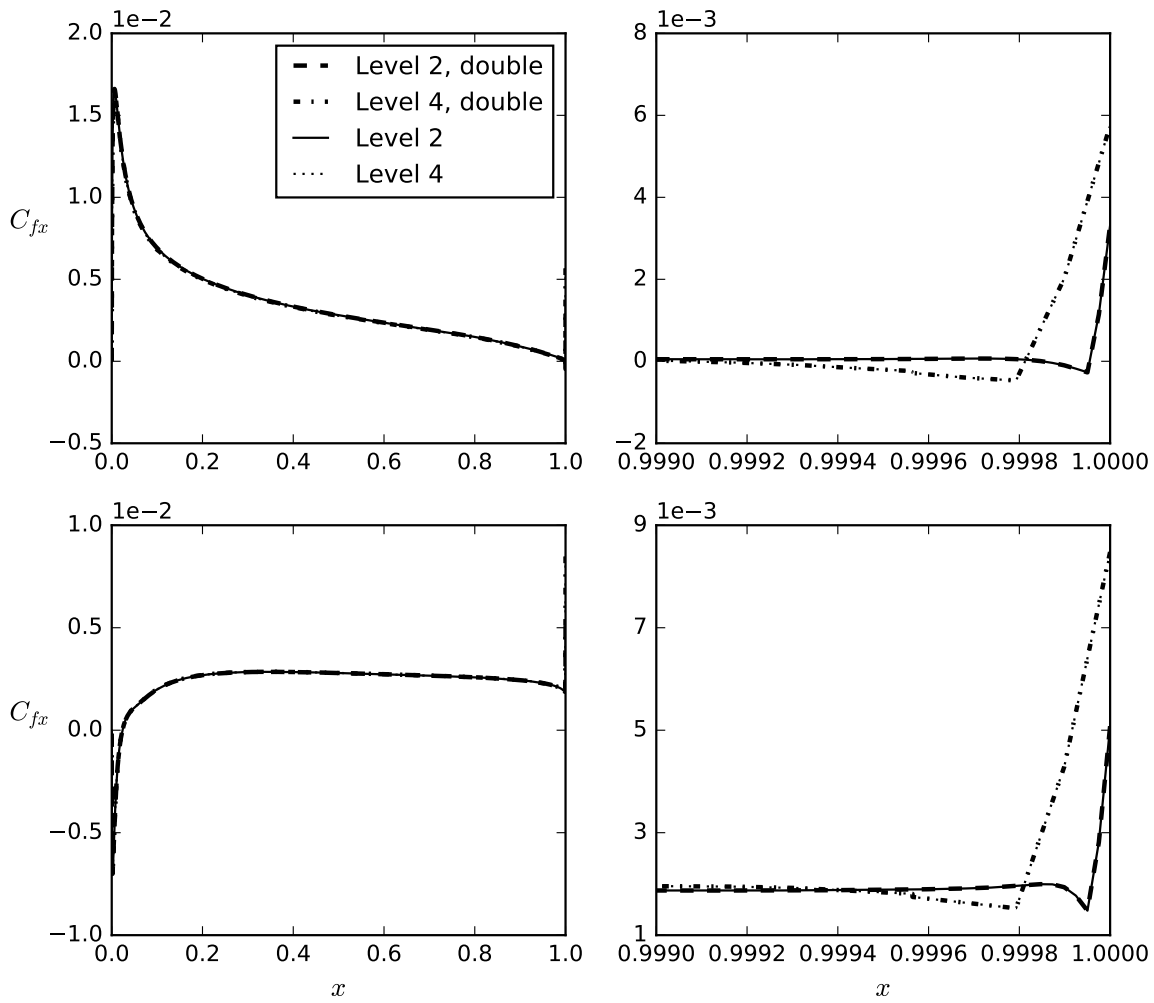 1e−2
2.0
1.5
1.0
0.5
0.0
−0.5
C_{fx}
0.0 0.2 0.4 0.6 0.8 1.0
Level 2, double
Level 4, double
Level 2
Level 4
1e−3
8
6
4
2
0
−2
0.9990 0.9992 0.9994 0.9996 0.9998 1.0000
1e−2
1.0
0.5
0.0
−0.5
−1.0
C_{fx}
0.0 0.2 0.4 0.6 0.8 1.0
x
1e−3
9
7
5
3
1
0.9990 0.9992 0.9994 0.9996 0.9998 1.0000
x